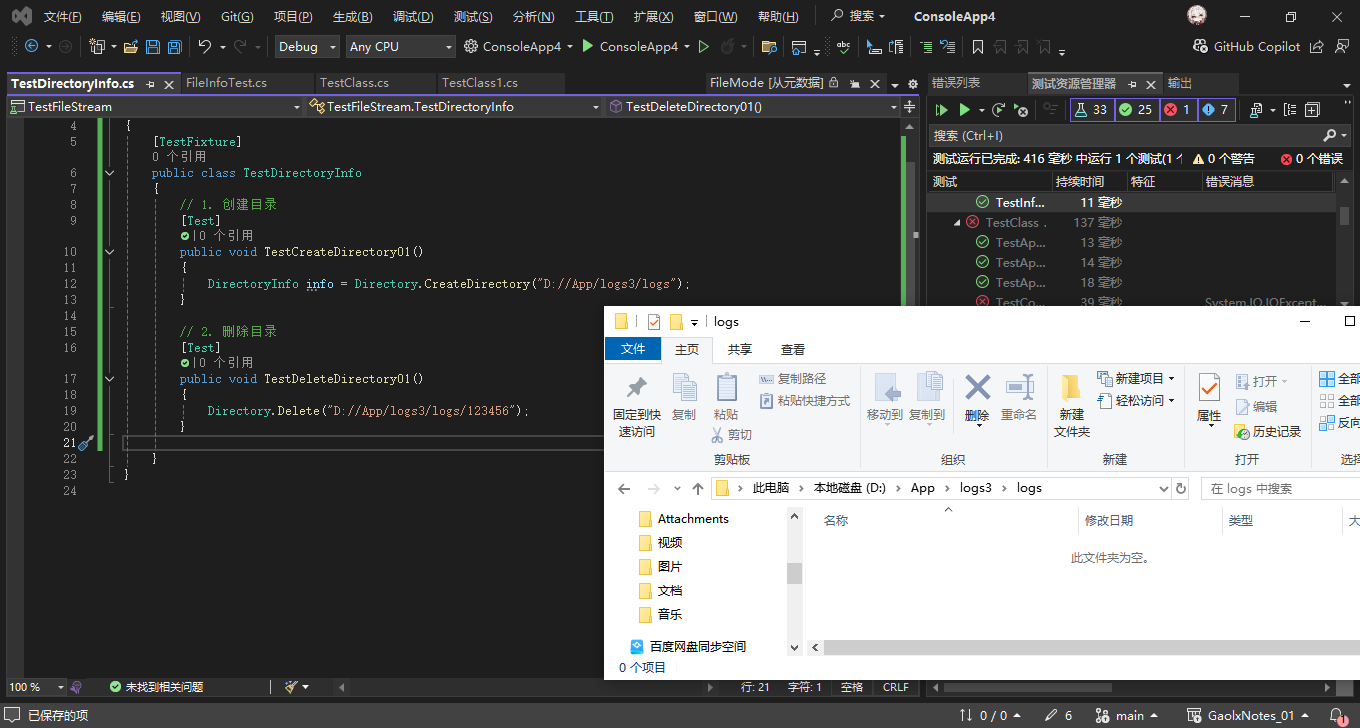 文件(F) 编辑(E) 视图(V) Git(G) 项目(P) 生成(B) 调试(D) 测试(S) 分析(N) 工具(T) 扩展(X) 窗口(W) 帮助(H) 搜索 ConsoleApp4
Debug Any CPU ConsoleApp4 ConsoleApp4 GitHub Copilot
TestDirectoryInfo.cs FileInfoTest.cs TestClass.cs TestClass1.cs FileMode [从元数据]
TestFileStream TestFileStream.TestDirectoryInfo TestDeleteDirectory01()
4 {
5 [TestFixture]
0 个引用
6 public class TestDirectoryInfo
7 {
8 // 1. 创建目录
9 [Test]
|0 个引用
10 public void TestCreateDirectory01()
11 {
12 DirectoryInfo info = Directory.CreateDirectory("D://App/logs3/logs");
13 }
14
15 // 2. 删除目录
16 [Test]
|0 个引用
17 public void TestDeleteDirectory01()
18 {
19 Directory.Delete("D://App/logs3/logs/123456");
20 }
21
22 }
23 }
24
错误列表 测试资源管理器 输出
33 25 1 7
搜索 (Ctrl+I)
测试运行已完成: 416 毫秒 中运行 1 个测试(1 0 个警告 0 个错误
测试 持续时间 特征 错误消息
TestInf... 11 毫秒
TestClass . 137 毫秒
TestAp... 13 毫秒
TestAp... 14 毫秒
TestAp... 18 毫秒
TestCo... 39 毫秒 System.IO.IOExcept...
logs
文件 主页 共享 查看
固定到快速访问 复制 粘贴 复制路径 粘贴快捷方式 剪切
剪贴板
移动到 复制到 删除 重命名
组织
新建文件夹 新建项目 轻松访问
新建
属性 打开 编辑 历史记录
打开
全部
全部
反向
选择
此电脑 本地磁盘 (D:) App logs3 logs 在 logs 中搜索
Attachments
视频
图片
文档
音乐
百度网盘同步空间
名称 修改日期 类型 大
此文件夹为空。
0 个项目
100 % 未找到相关问题 行: 21 字符: 1 空格 CRLF
已保存的项 0 / 0 6 main GaolxNotes_01 1